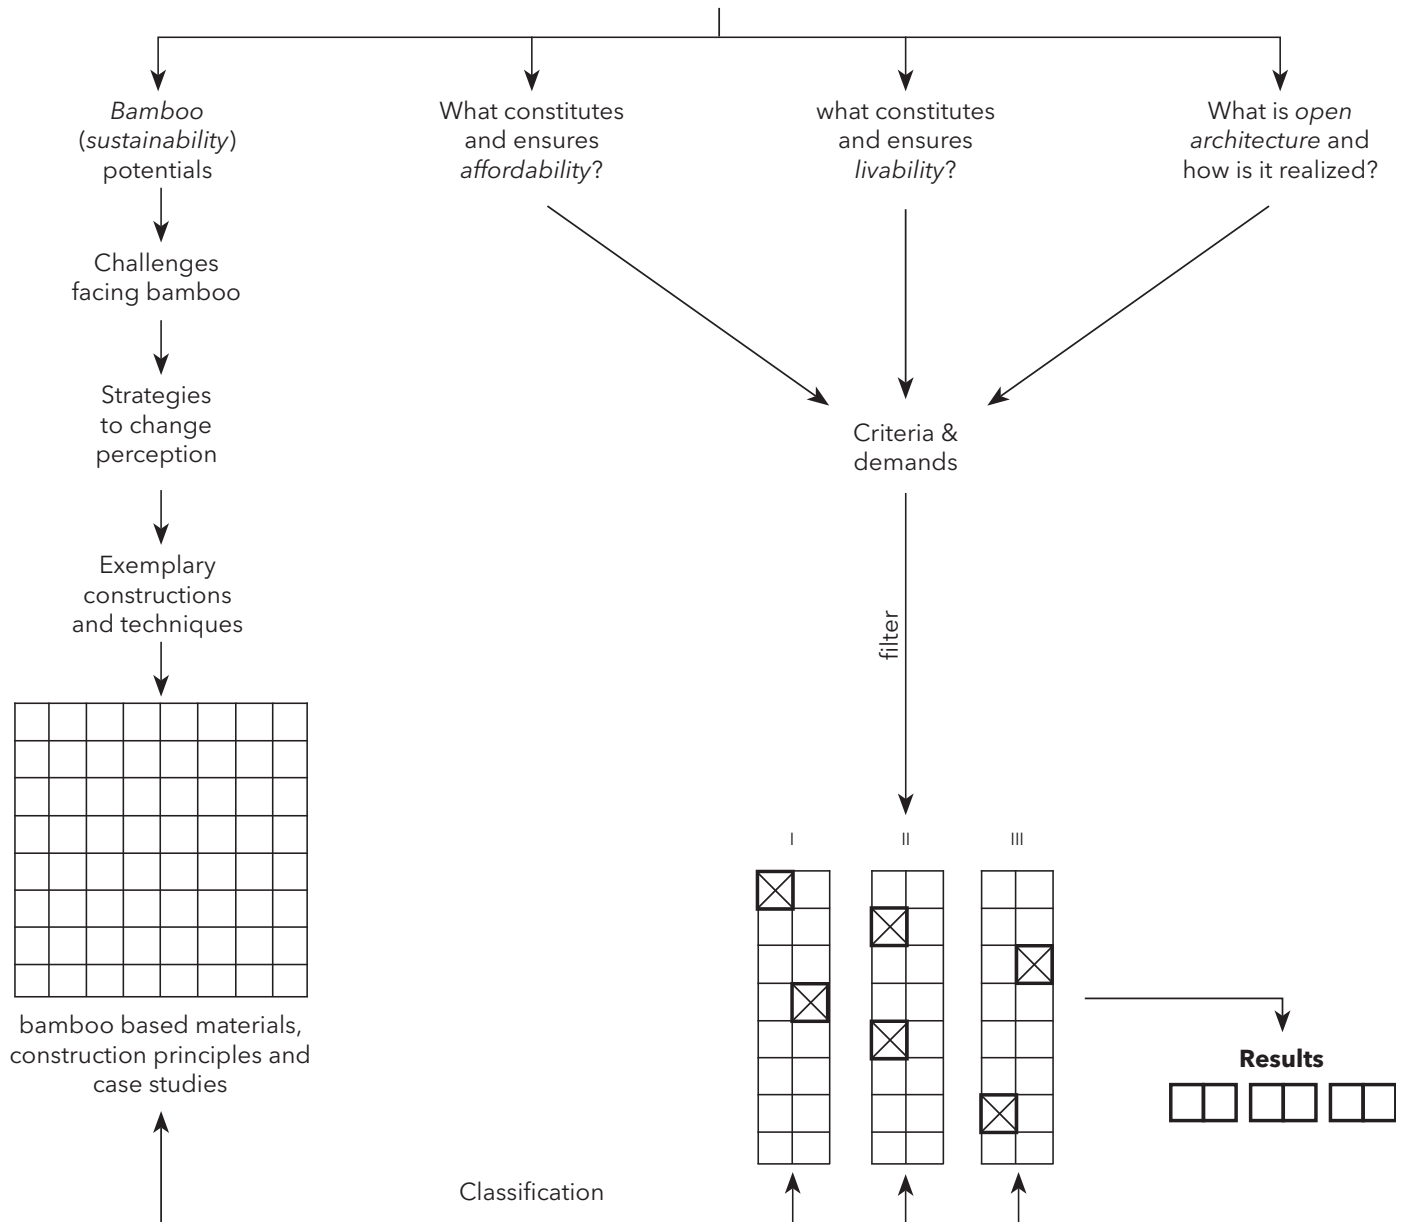 Bamboo
(sustainability)
potentials
What constitutes
and ensures
affordability?
what constitutes
and ensures
livability?
What is open
architecture and
how is it realized?
Challenges
facing bamboo
Strategies
to change
perception
Criteria &
demands
Exemplary
constructions
and techniques
filter
I
II
III
bamboo based materials,
construction principles and
case studies
Results
Classification